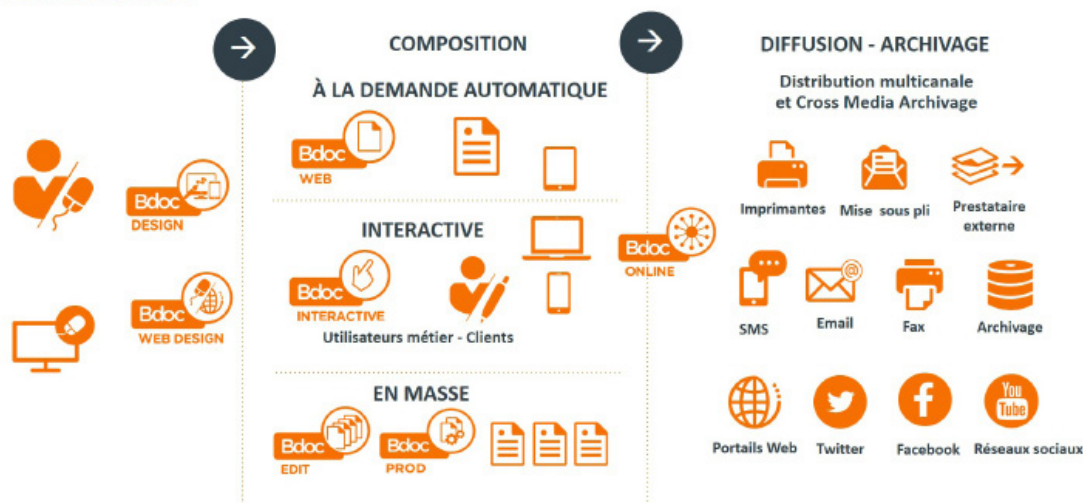 Bdoc
DESIGN
Bdoc
WEB DESIGN
COMPOSITION
À LA DEMANDE AUTOMATIQUE
Bdoc
WEB
INTERACTIVE
Bdoc
INTERACTIVE
Utilisateurs métier - Clients
EN MASSE
Bdoc
EDIT
Bdoc
PROD
Bdoc
ONLINE
DIFFUSION - ARCHIVAGE
Distribution multicanale
et Cross Media Archivage
Imprimantes
Mise sous pli
Prestataire
externe
SMS
Email
@
Fax
Archivage
Portails Web
Twitter
Facebook
You
Tube
Réseaux sociaux